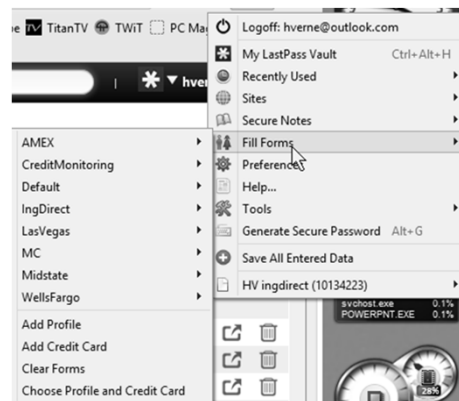 TitanTV TWiT PC Mag
Logoff: hverne@outlook.com
My LastPass Vault Ctrl+Alt+H
hver
Recently Used
Sites
Secure Notes
Fill Forms
Preferences
Help...
Tools
Generate Secure Password Alt+G
Save All Entered Data
HV ingdirect (10134223)
AMEX
CreditMonitoring
Default
IngDirect
LasVegas
MC
Midstate
WellsFargo
Add Profile
Add Credit Card
Clear Forms
Choose Profile and Credit Card
svchost.exe 0.1%
POWERPNT.EXE 0.1%
28%